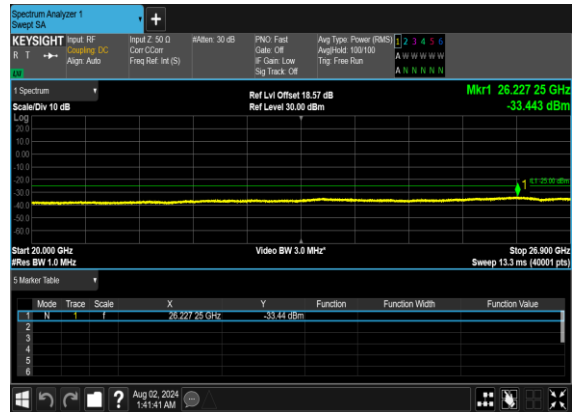 Spectrum Analyzer 1
Swept SA
+
KEYSIGHT Input: RF Input Z: 50 Ω #Atten: 30 dB PNO: Fast Avg Type: Power (RMS) 1 2 3 4 5 6
R T Coupling: DC Corr CCorr Gate: Off Avg|Hold: 100/100 A W W W W W
Align: Auto Freq Ref: Int (S) IF Gain: Low Trig: Free Run
Sig Track: Off A N N N N N
1 Spectrum Ref Lvl Offset 18.57 dB Mkr1 26.227 25 GHz
Scale/Div 10 dB Ref Level 30.00 dBm -33.443 dBm
Log
20.0
10.0
0.00
-10.0
-20.0
1
-30.0
-40.0
-50.0
-60.0
Start 20.000 GHz Video BW 3.0 MHz* Stop 26.900 GHz
#Res BW 1.0 MHz Sweep 13.3 ms (40001 pts)
5 Marker Table
Mode Trace Scale X Y Function Function Width Function Value
1 N 1 f 26.227 25 GHz -33.44 dBm
2
3
4
5
6
? Aug 02, 2024
1:41:41 AM